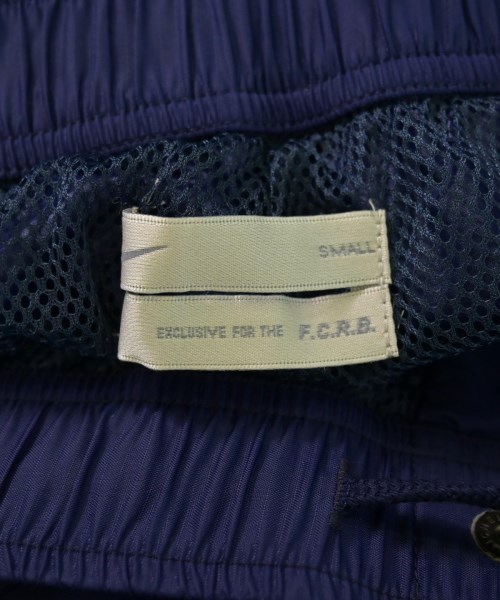 SMALL
EXCLUSIVE FOR THE F.C.R.B.